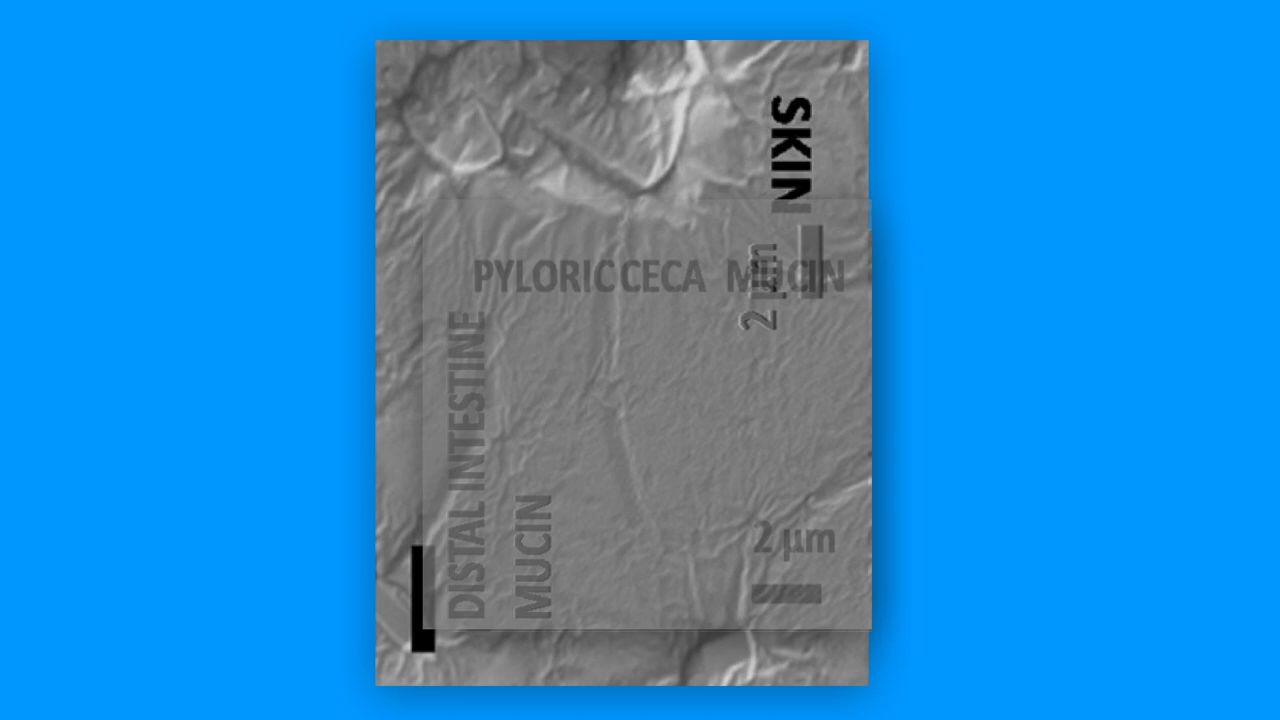 SKIN
PYLORIC CECA MUCIN
2 µm
DISTAL INTESTINE
MUCIN
2 µm